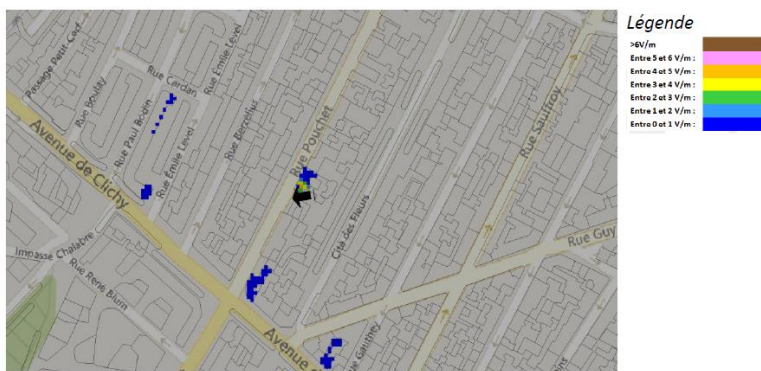 Légende
>6V/m
Entre 5 et 6 V/m :
Entre 4 et 5 V/m :
Entre 3 et 4 V/m :
Entre 2 et 3 V/m :
Entre 1 et 2 V/m :
Entre 0 et 1 V/m :
Passage Petit Cerf
Rue Boulay
Rue Cardan
Rue Émile Level
Rue Paul Bodin
Rue Émile Level
Rue Berzelius
Rue Pouchet
Rue Sauffroy
Avenue de Clichy
Cité des Fleurs
Rue Guy
Impasse Chalabre
Rue René Blum
Avenue
Rue Gauthey